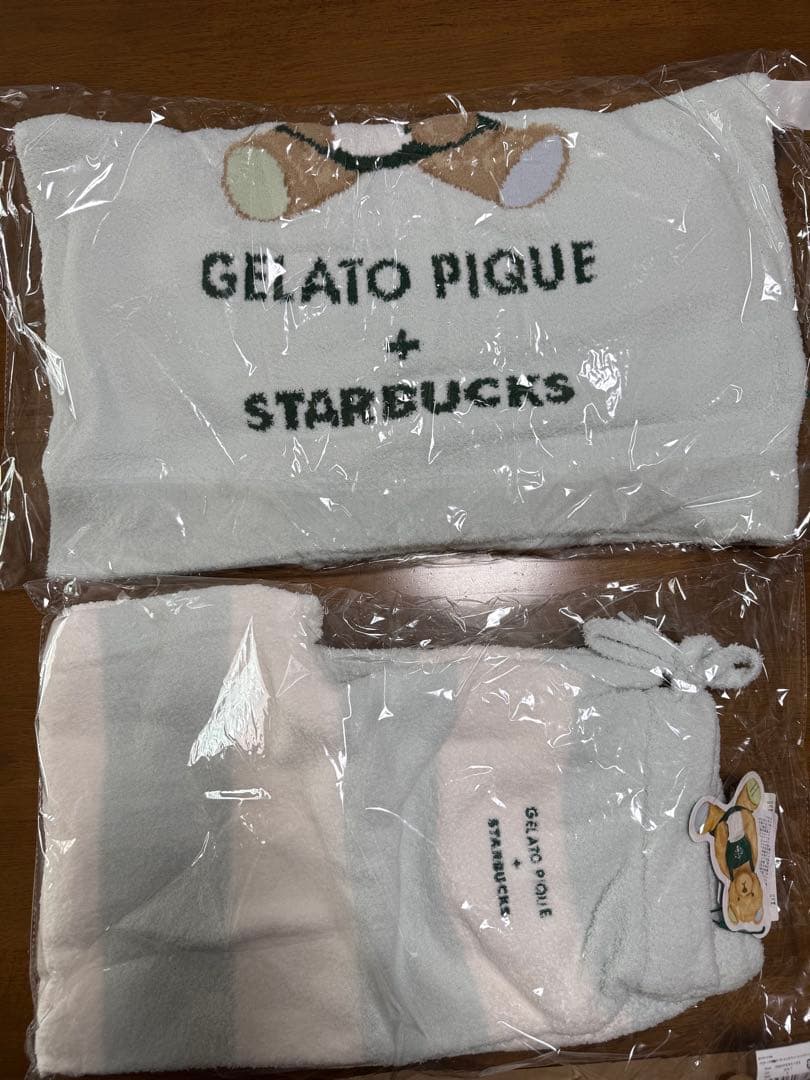 GELATO PIQUE
+
STARBUCKS
GELATO PIQUE
+
STARBUCKS